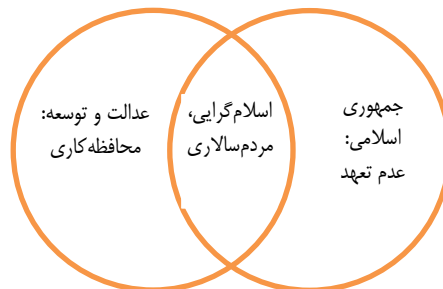 جمهوری
اسلامی:
عدم تعهد
اسلام‌گرایی،
مردم‌سالاری
عدالت و توسعه:
محافظه‌کاری